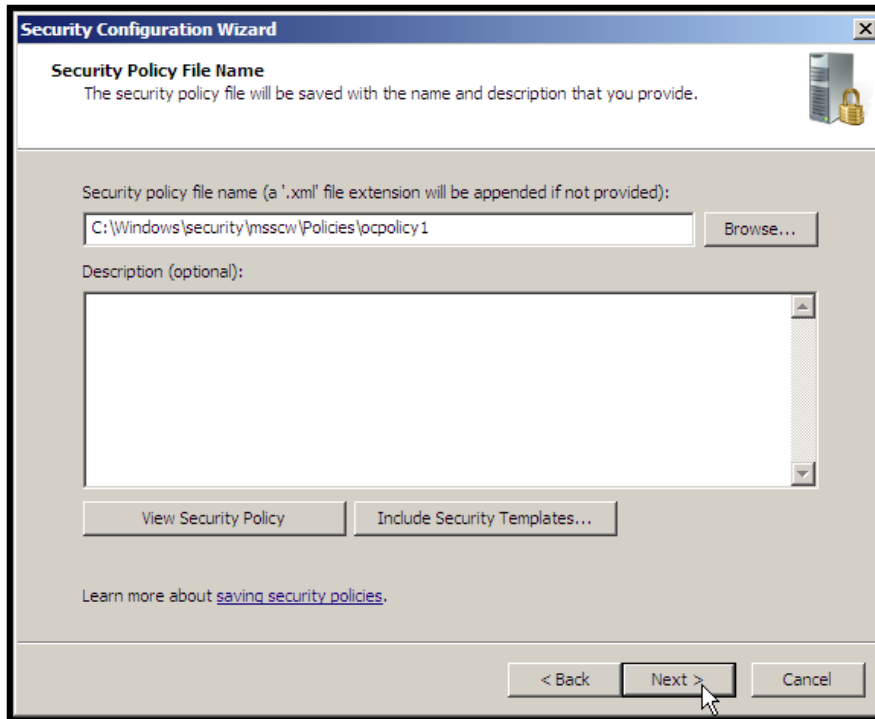 Security Configuration Wizard
Security Policy File Name
The security policy file will be saved with the name and description that you provide.
Security policy file name (a '.xml' file extension will be appended if not provided):
C:\Windows\security\msscw\Policies\ocpolicy1
Browse...
Description (optional):
View Security Policy
Include Security Templates...
Learn more about saving security policies.
< Back
Next >
Cancel